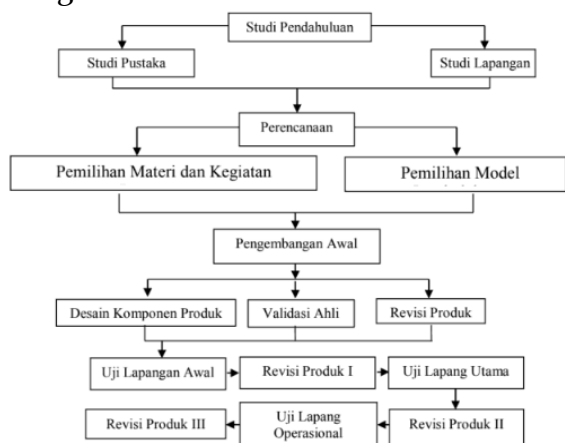 Studi Pendahuluan
Studi Pustaka
Studi Lapangan
Perencanaan
Pemilihan Materi dan Kegiatan
Pemilihan Model
Pengembangan Awal
Desain Komponen Produk
Validasi Ahli
Revisi Produk
Uji Lapangan Awal
Revisi Produk I
Uji Lapang Utama
Revisi Produk III
Uji Lapang
Operasional
Revisi Produk II